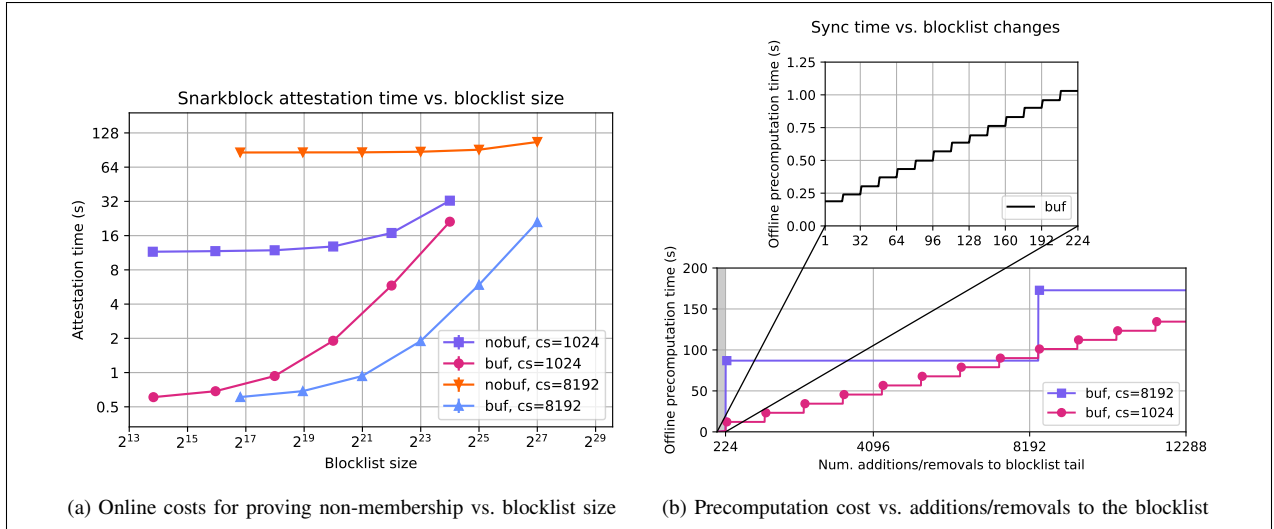 Snarkblock attestation time vs. blocklist size
Attestation time (s)
128
64
32
16
8
4
2
1
0.5
2^13 2^15 2^17 2^19 2^21 2^23 2^25 2^27 2^29
Blocklist size
nobuf, cs=1024
buf, cs=1024
nobuf, cs=8192
buf, cs=8192
(a) Online costs for proving non-membership vs. blocklist size
Sync time vs. blocklist changes
Offline precomputation time (s)
1.25
1.00
0.75
0.50
0.25
0.00
1 32 64 96 128 160 192 224
buf
Offline precomputation time (s)
200
150
100
50
0
224 4096 8192 12288
Num. additions/removals to blocklist tail
buf, cs=8192
buf, cs=1024
(b) Precomputation cost vs. additions/removals to the blocklist